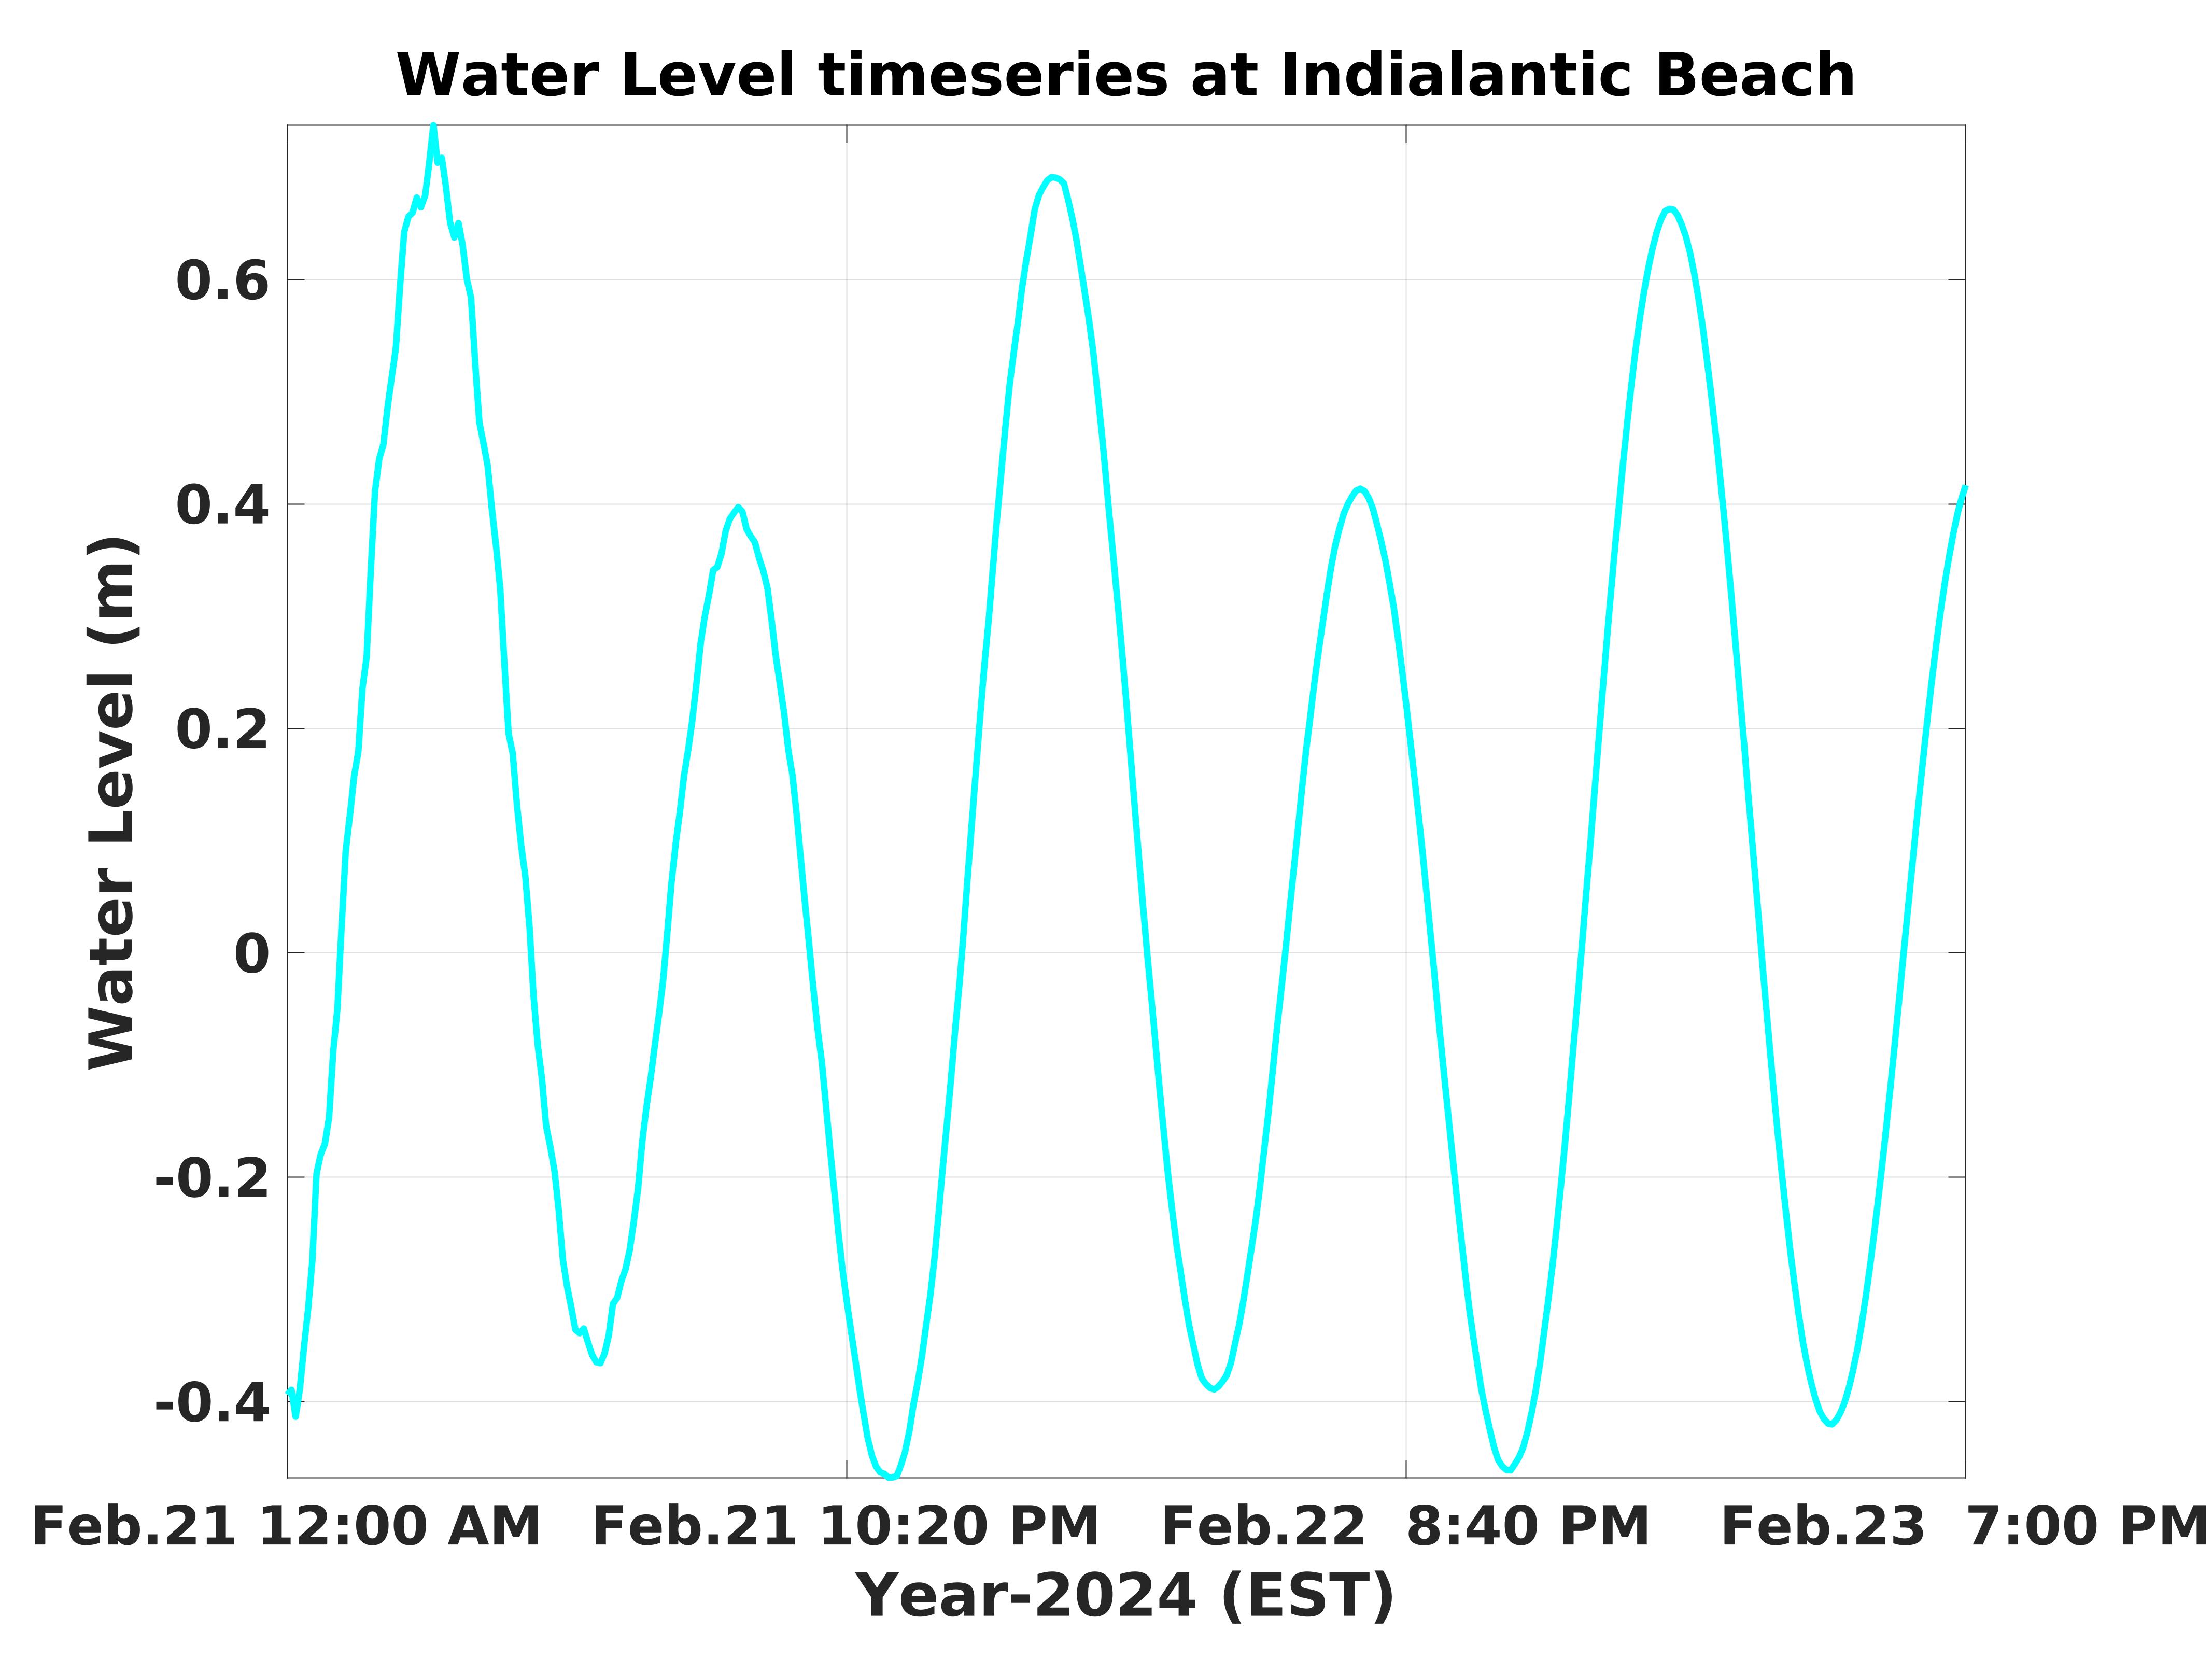 Water Level timeseries at Indialantic Beach
Water Level (m)
0.6
0.4
0.2
0
-0.2
-0.4
Feb.21 12:00 AM Feb.21 10:20 PM Feb.22 8:40 PM Feb.23 7:00 PM
Year-2024 (EST)